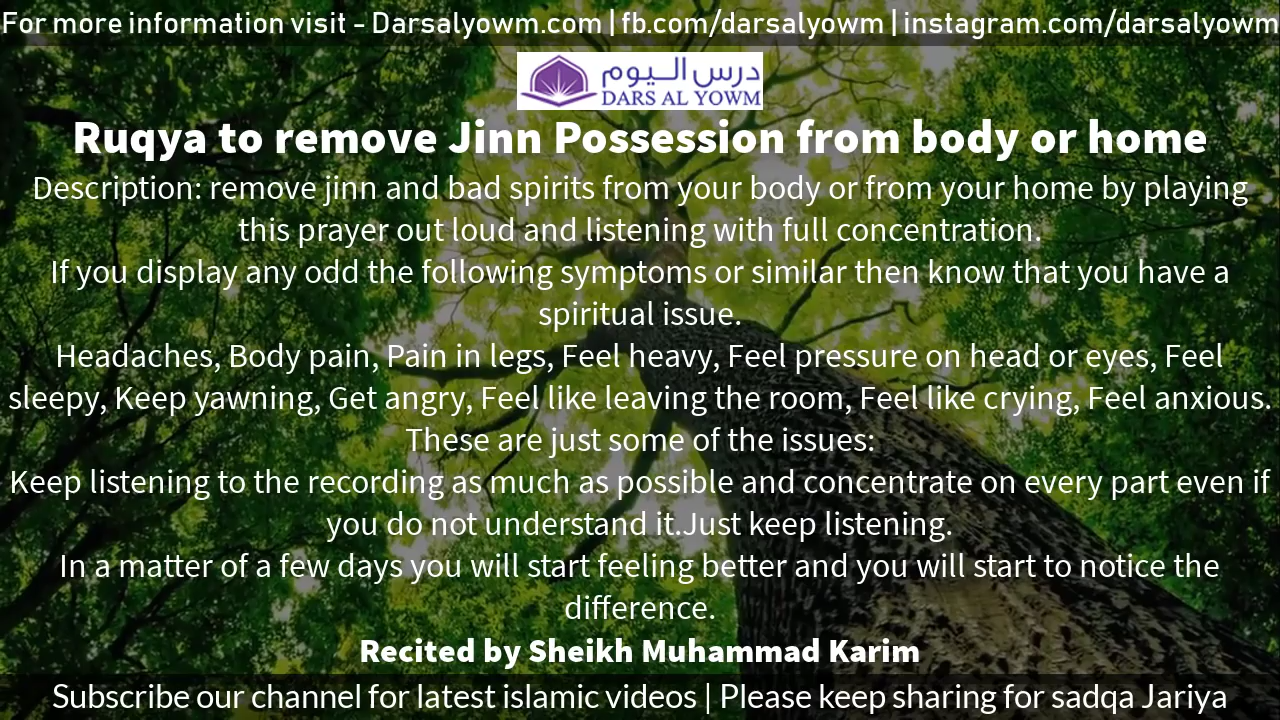 For more information visit - Darsalyowm.com | fb.com/darsalyowm | instagram.com/darsalyowm
درس اليوم
DARS AL YOWM
Ruqya to remove Jinn Possession from body or home
Description: remove jinn and bad spirits from your body or from your home by playing
this prayer out loud and listening with full concentration.
If you display any odd the following symptoms or similar then know that you have a
spiritual issue.
Headaches, Body pain, Pain in legs, Feel heavy, Feel pressure on head or eyes, Feel
sleepy, Keep yawning, Get angry, Feel like leaving the room, Feel like crying, Feel anxious.
These are just some of the issues:
Keep listening to the recording as much as possible and concentrate on every part even if
you do not understand it.Just keep listening.
In a matter of a few days you will start feeling better and you will start to notice the
difference.
Recited by Sheikh Muhammad Karim
Subscribe our channel for latest islamic videos | Please keep sharing for sadqa Jariya